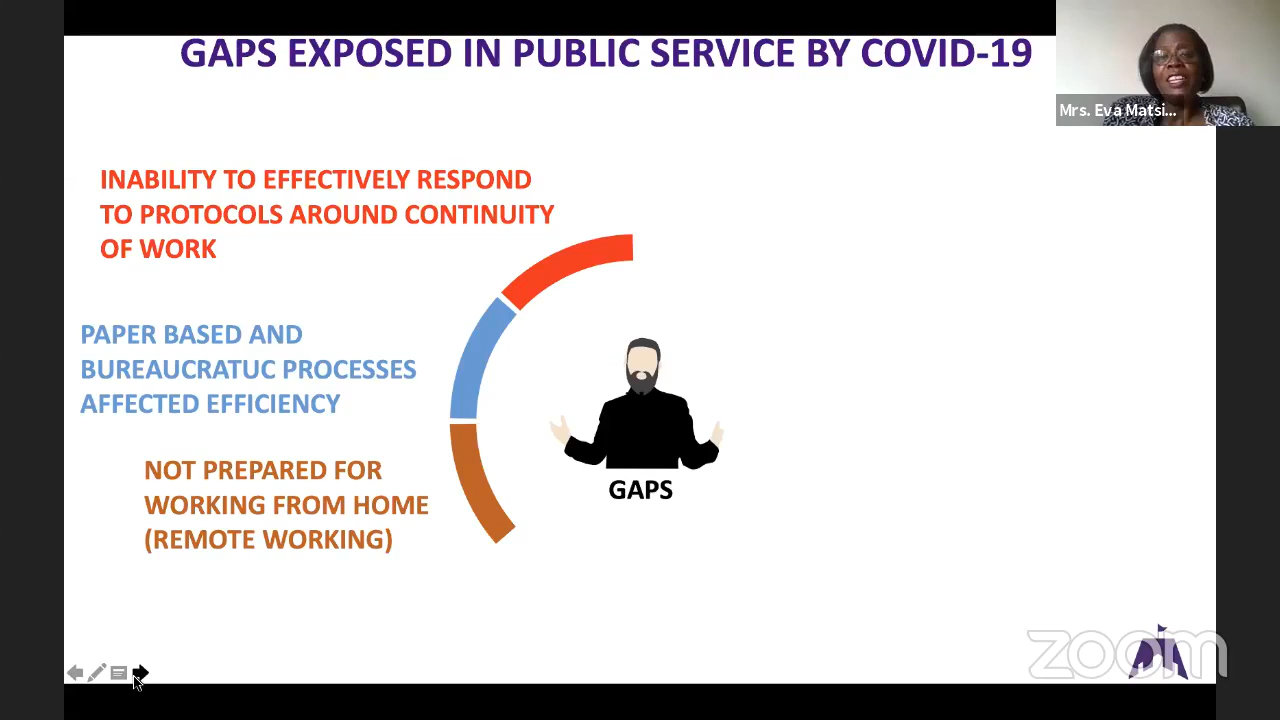 GAPS EXPOSED IN PUBLIC SERVICE BY COVID-19
Mrs. Eva Matsi...
INABILITY TO EFFECTIVELY RESPOND
TO PROTOCOLS AROUND CONTINUITY
OF WORK
PAPER BASED AND
BUREAUCRATUC PROCESSES
AFFECTED EFFICIENCY
NOT PREPARED FOR
WORKING FROM HOME
(REMOTE WORKING)
GAPS
zoom